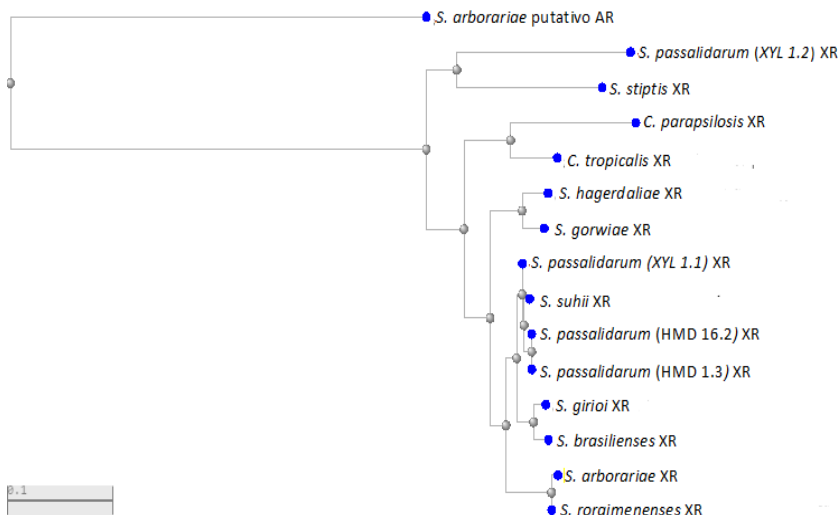 S. arborariae putativo AR
S. passalidarum (XYL 1.2) XR
S. stiptis XR
C. parapsilosis XR
C. tropicalis XR
S. hagerdaliae XR
S. gorwiae XR
S. passalidarum (XYL 1.1) XR
S. suhii XR
S. passalidarum (HMD 16.2) XR
S. passalidarum (HMD 1.3) XR
S. girioi XR
S. brasilienses XR
S. arborariae XR
S. roraimenenses XR
0.1